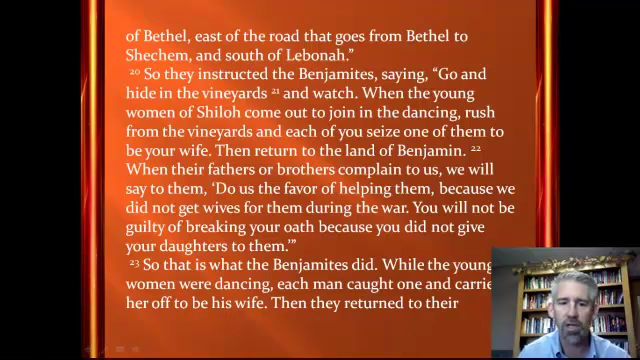 of Bethel, east of the road that goes from Bethel to
Shechem, and south of Lebonah.”
20 So they instructed the Benjamites, saying, “Go and
hide in the vineyards 21 and watch. When the young
women of Shiloh come out to join in the dancing, rush
from the vineyards and each of you seize one of them to
be your wife. Then return to the land of Benjamin. 22
When their fathers or brothers complain to us, we will
say to them, ‘Do us the favor of helping them, because we
did not get wives for them during the war. You will not be
guilty of breaking your oath because you did not give
your daughters to them.’”
23 So that is what the Benjamites did. While the young
women were dancing, each man caught one and carrie
her off to be his wife. Then they returned to their